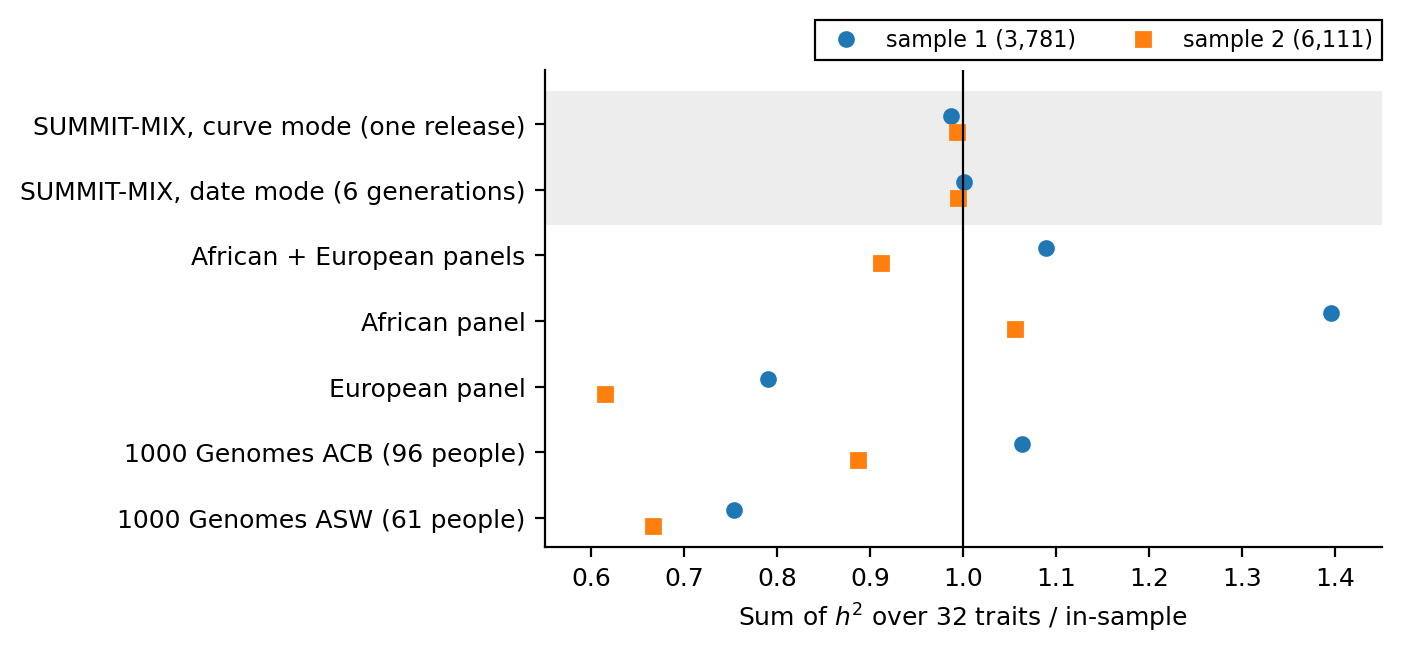 sample 1 (3,781) sample 2 (6,111)
SUMMIT-MIX, curve mode (one release)
SUMMIT-MIX, date mode (6 generations)
African + European panels
African panel
European panel
1000 Genomes ACB (96 people)
1000 Genomes ASW (61 people)
0.6 0.7 0.8 0.9 1.0 1.1 1.2 1.3 1.4
Sum of h² over 32 traits / in-sample